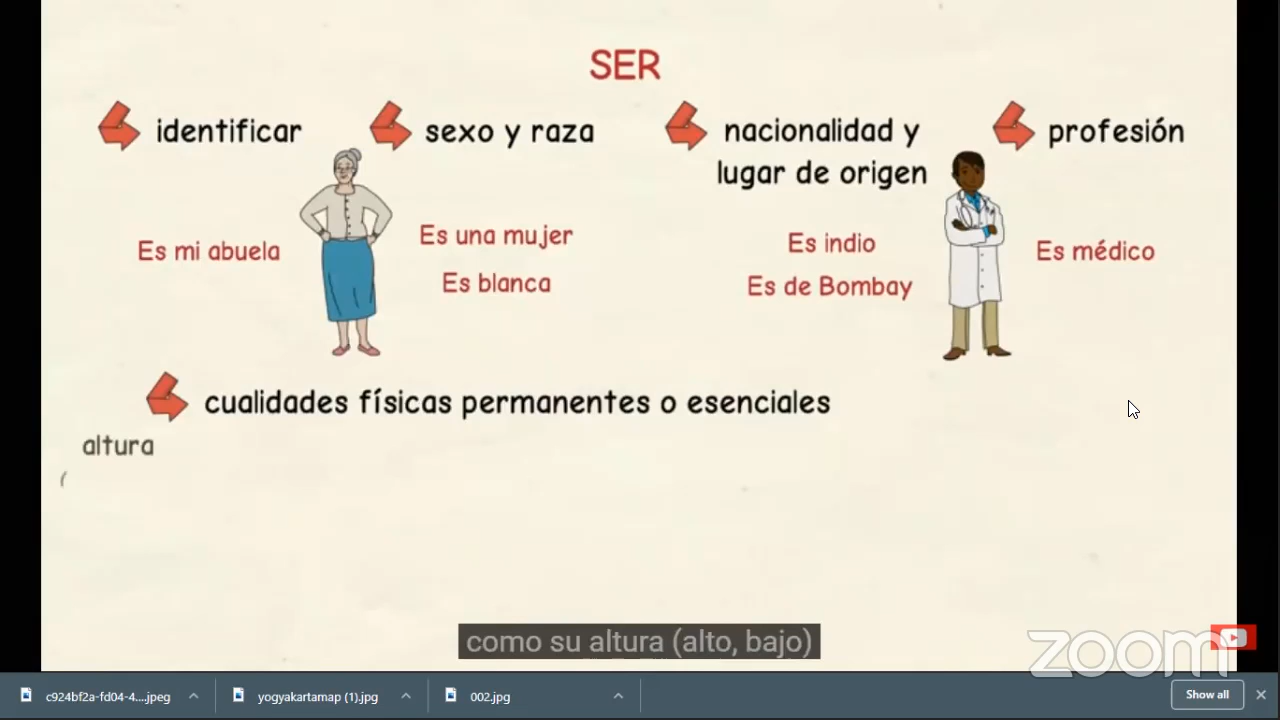 SER
identificar
sexo y raza
nacionalidad y
lugar de origen
profesión
Es mi abuela
Es una mujer
Es blanca
Es indio
Es de Bombay
Es médico
cualidades físicas permanentes o esenciales
altura
(
como su altura (alto, bajo)
zoom
c924bf2a-fd04-4....jpeg
yogyakartamap (1).jpg
002.jpg
Show all